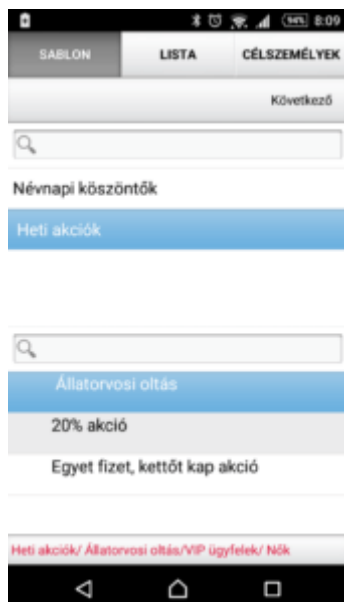 94% 8:09
SABLON LISTA CÉLSZEMÉLYEK
Következő
Névnapi köszöntők
Heti akciók
Állatorvosi oltás
20% akció
Egyet fizet, kettőt kap akció
Heti akciók/ Állatorvosi oltás/VIP ügyfelek/ Nők